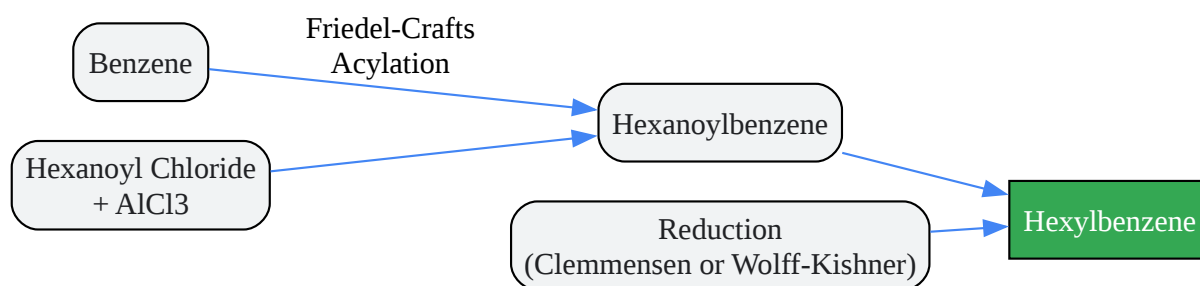 Friedel-Crafts
Acylation
Benzene
Hexanoylbenzene
Hexanoyl Chloride
+ AlCl3
Reduction
(Clemmensen or Wolff-Kishner)
Hexylbenzene